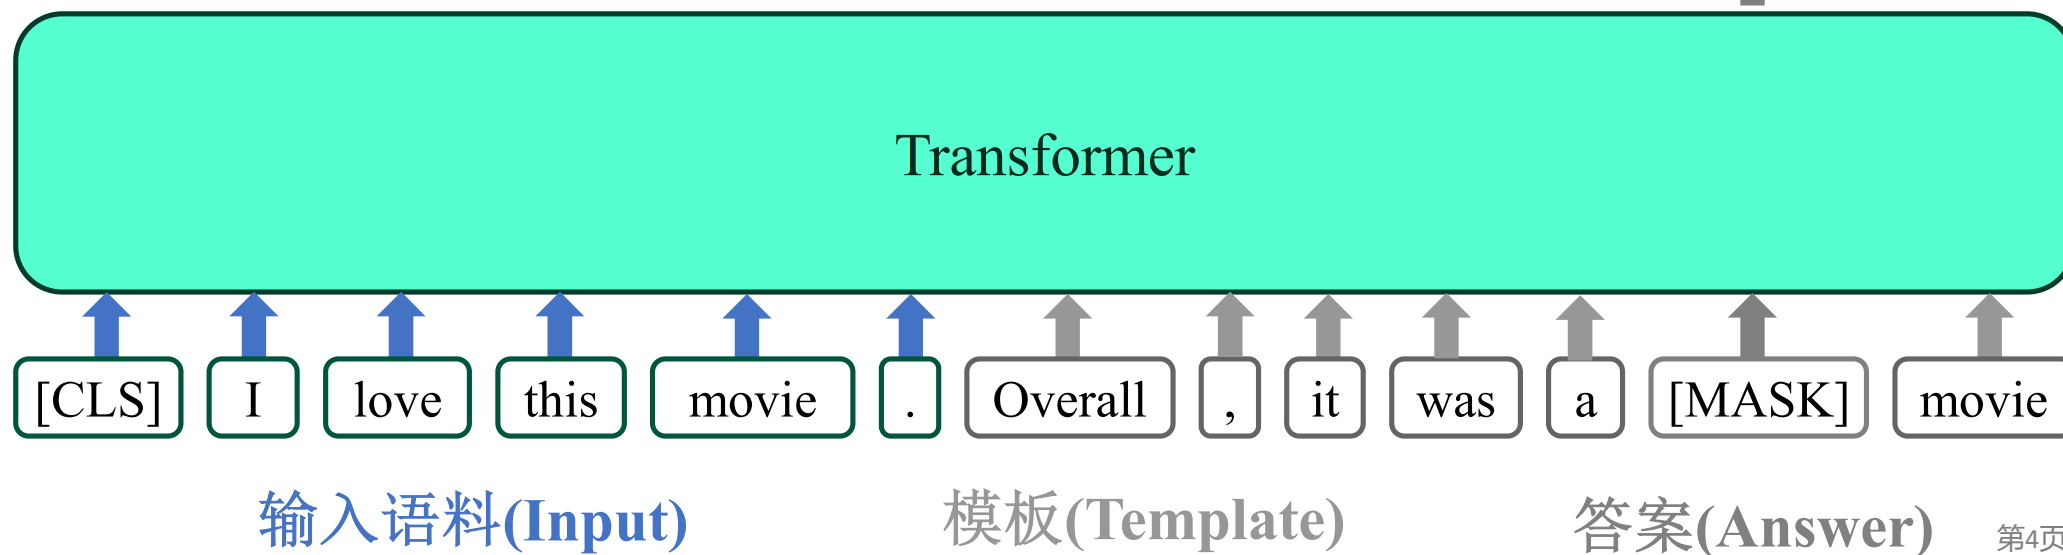 Transformer
[CLS] I love this movie . Overall , it was a [MASK] movie
输入语料(Input) 模板(Template) 答案(Answer) 第4页